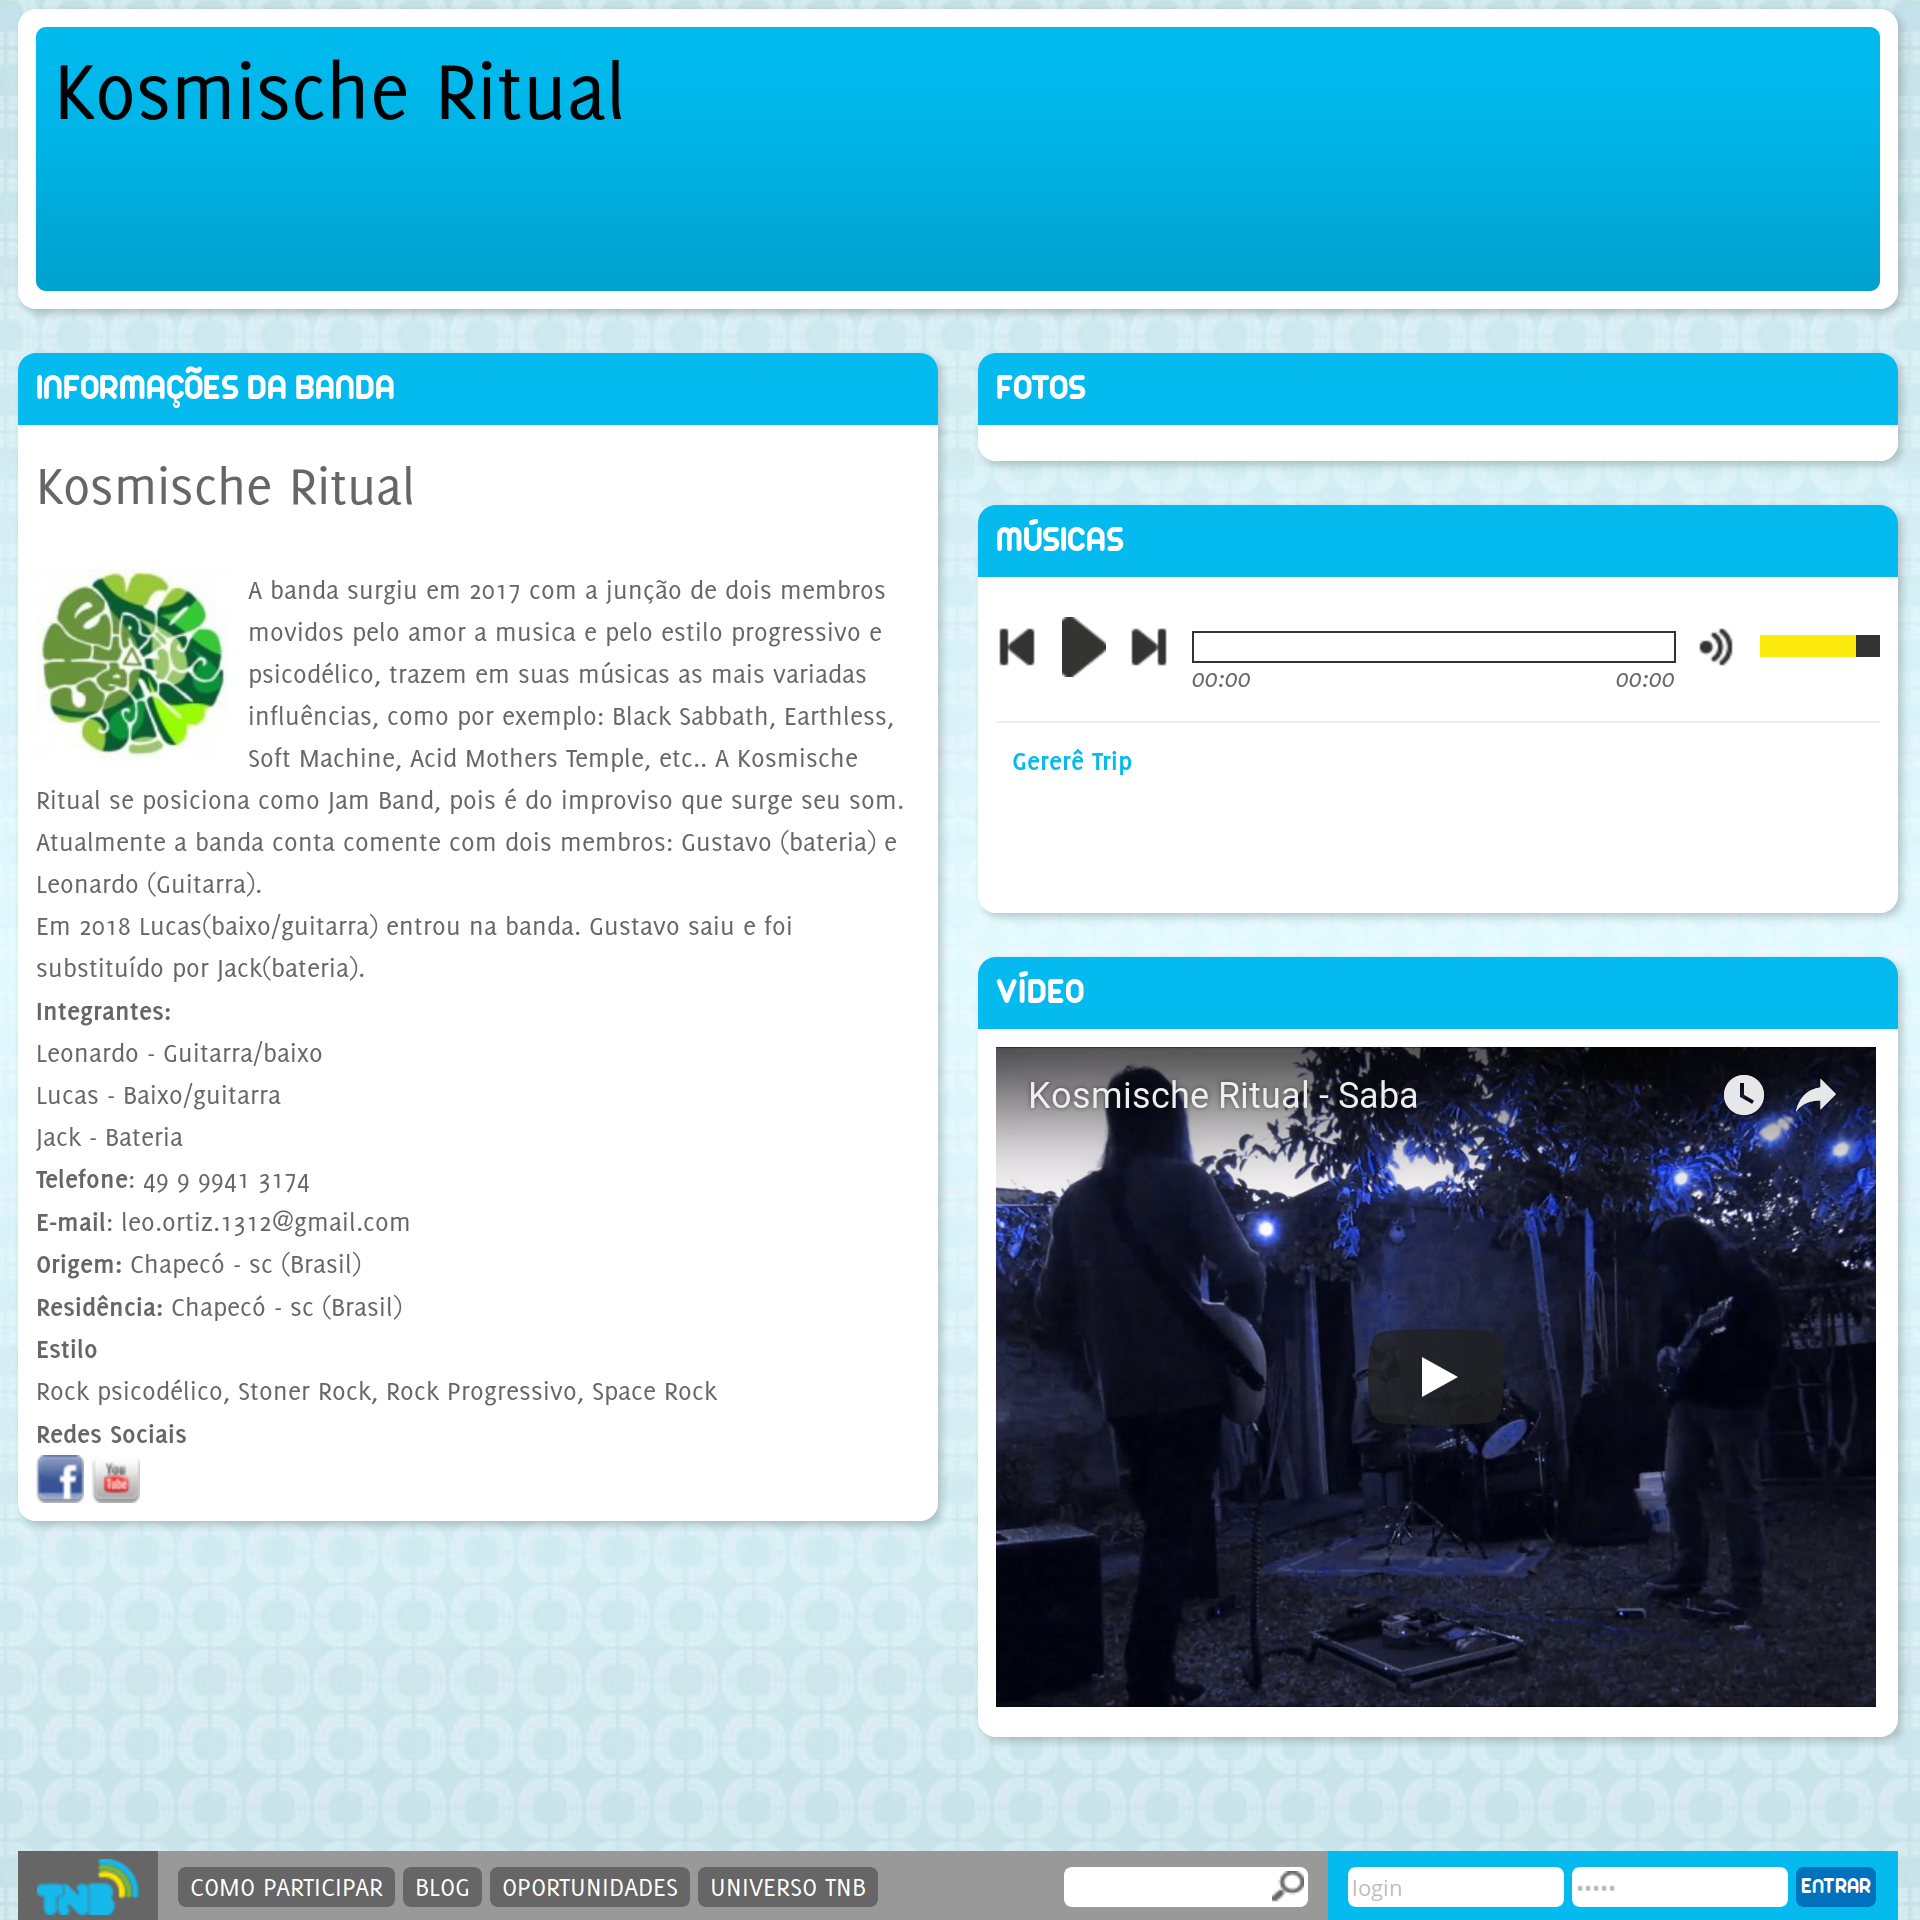 Kosmische Ritual
INFORMAÇÕES DA BANDA
Kosmische Ritual
A banda surgiu em 2017 com a junção de dois membros
movidos pelo amor a musica e pelo estilo progressivo e
psicodélico, trazem em suas músicas as mais variadas
influências, como por exemplo: Black Sabbath, Earthless,
Soft Machine, Acid Mothers Temple, etc.. A Kosmische
Ritual se posiciona como Jam Band, pois é do improviso que surge seu som.
Atualmente a banda conta comente com dois membros: Gustavo (bateria) e
Leonardo (Guitarra).
Em 2018 Lucas(baixo/guitarra) entrou na banda. Gustavo saiu e foi
substituído por Jack(bateria).
Integrantes:
Leonardo - Guitarra/baixo
Lucas - Baixo/guitarra
Jack - Bateria
Telefone: 49 9 9941 3174
E-mail: leo.ortiz.1312@gmail.com
Origem: Chapecó - sc (Brasil)
Residência: Chapecó - sc (Brasil)
Estilo
Rock psicodélico, Stoner Rock, Rock Progressivo, Space Rock
Redes Sociais
f You Tube
FOTOS
MÚSICAS
00:00 00:00
Gererê Trip
VÍDEO
Kosmische Ritual - Saba
TNB COMO PARTICIPAR BLOG OPORTUNIDADES UNIVERSO TNB login ••••• ENTRAR